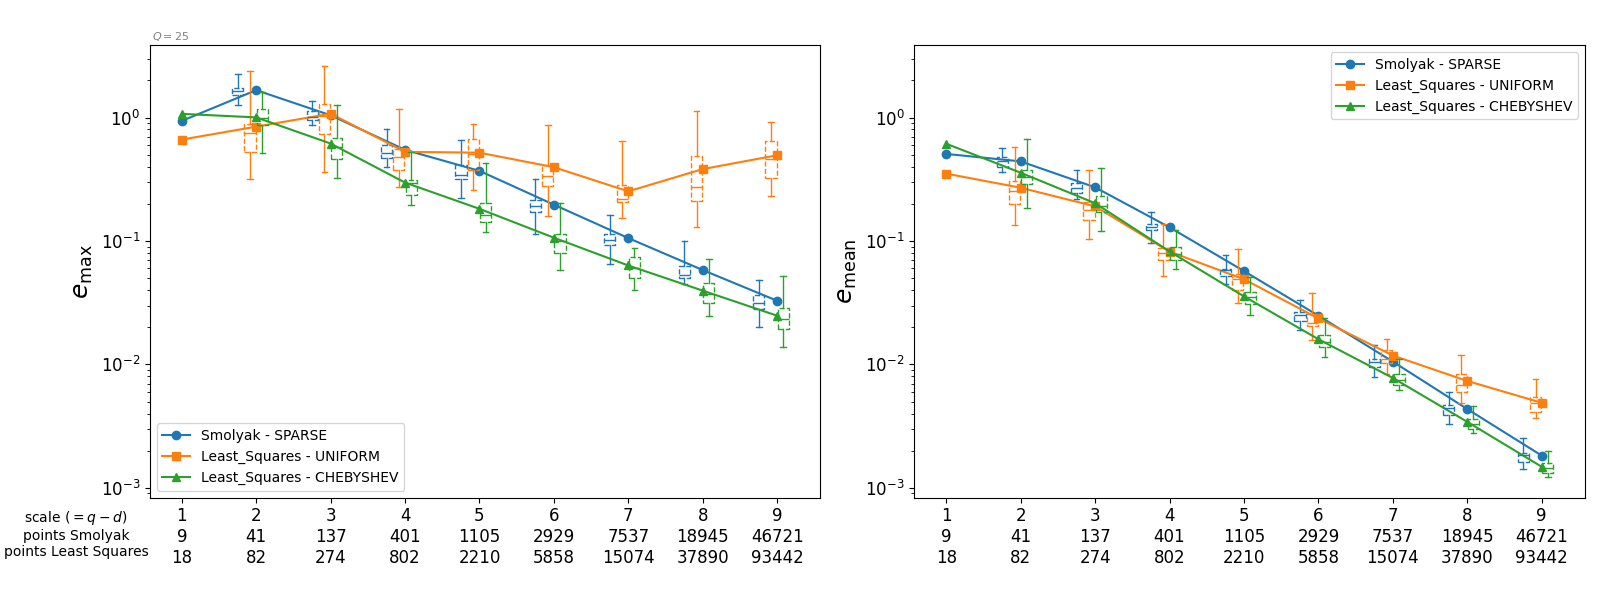 Q = 25
10⁰
10⁻¹
10⁻²
10⁻³
e_max
Smolyak - SPARSE
Least_Squares - UNIFORM
Least_Squares - CHEBYSHEV
scale (= q − d) 1 2 3 4 5 6 7 8 9
points Smolyak 9 41 137 401 1105 2929 7537 18945 46721
points Least Squares 18 82 274 802 2210 5858 15074 37890 93442
10⁰
10⁻¹
10⁻²
10⁻³
e_mean
Smolyak - SPARSE
Least_Squares - UNIFORM
Least_Squares - CHEBYSHEV
1 2 3 4 5 6 7 8 9
9 41 137 401 1105 2929 7537 18945 46721
18 82 274 802 2210 5858 15074 37890 93442